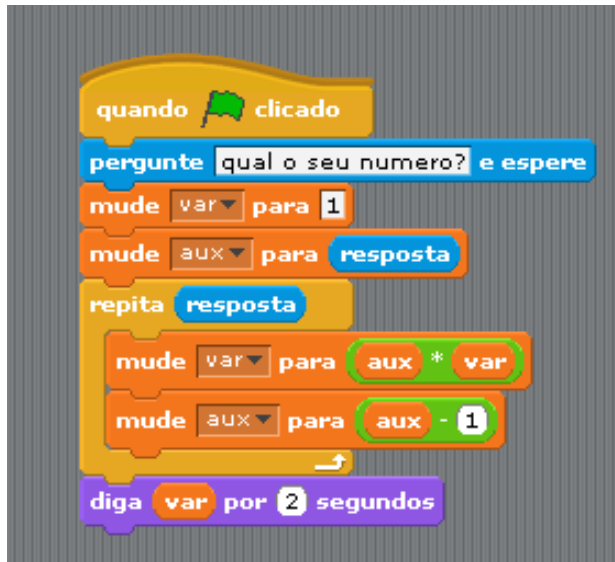 quando clicado
pergunte qual o seu numero? e espere
mude var para 1
mude aux para resposta
repita resposta
mude var para aux * var
mude aux para aux - 1
diga var por 2 segundos